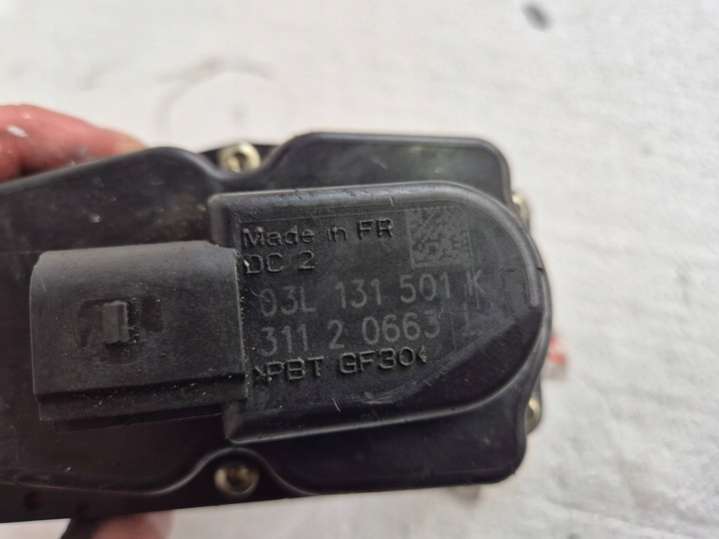 Made in FR
DC 2
03L 131 501 K
311 2 0663
>PBT GF30<